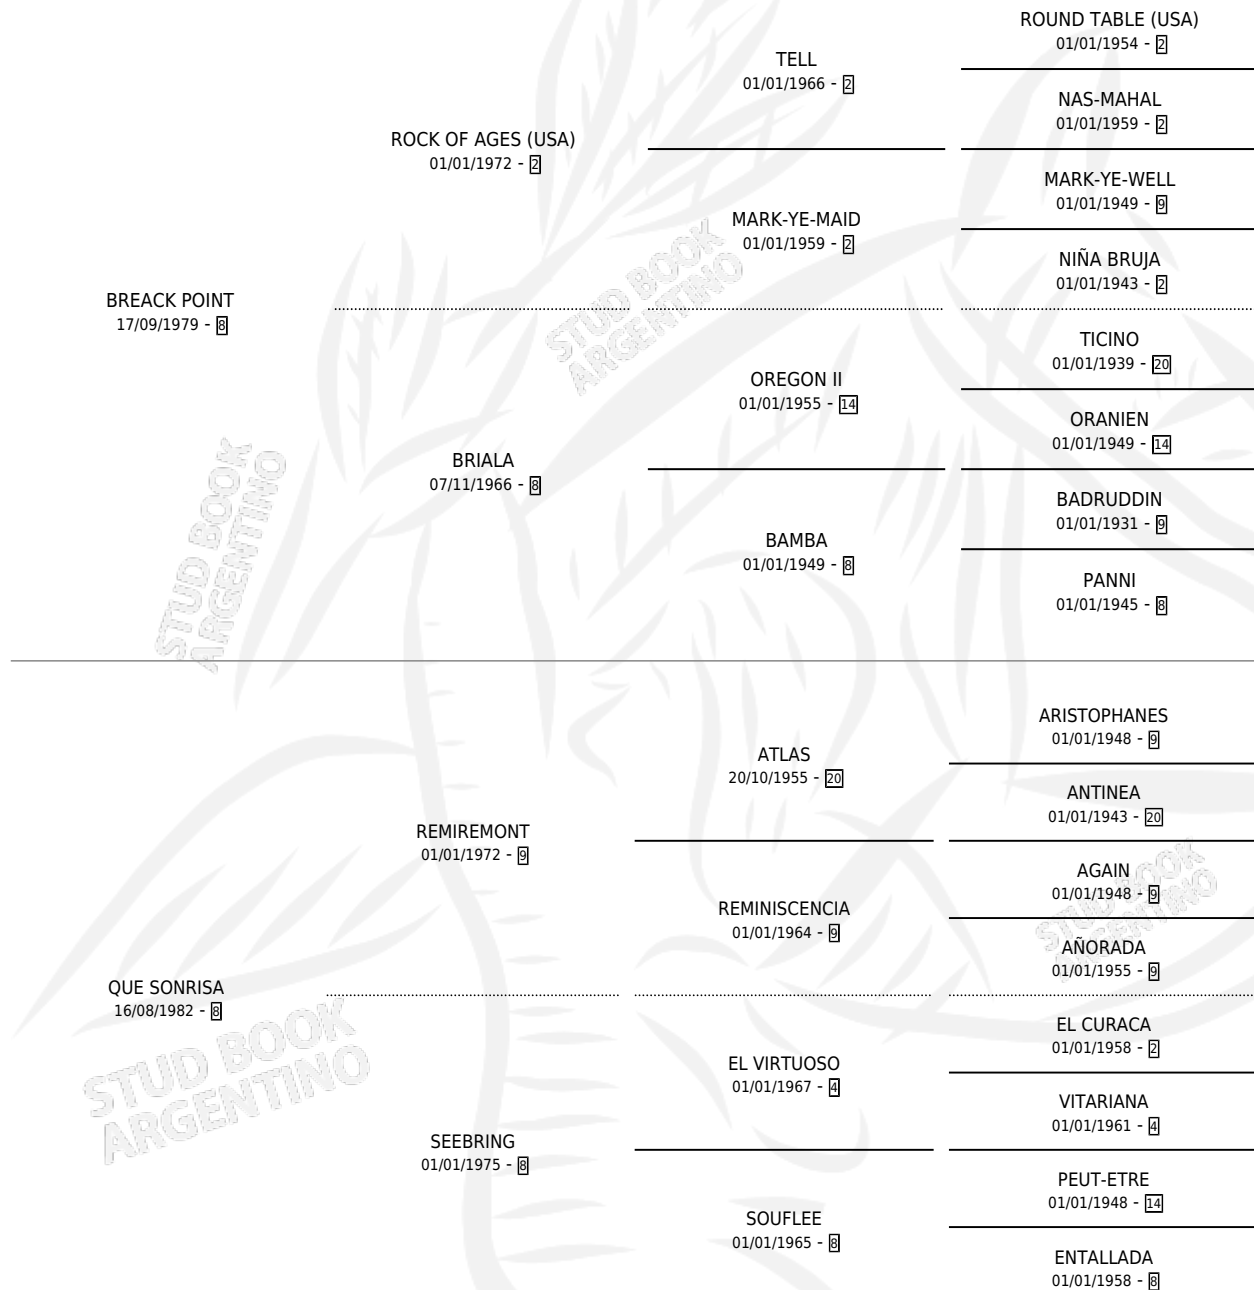 ROUND TABLE (USA)
01/01/1954 - 2
TELL
01/01/1966 - 2
NAS-MAHAL
01/01/1959 - 2
ROCK OF AGES (USA)
01/01/1972 - 2
MARK-YE-WELL
01/01/1949 - 9
MARK-YE-MAID
01/01/1959 - 2
NIÑA BRUJA
01/01/1943 - 2
BREACK POINT
17/09/1979 - 8
STUD BOOK
ARGENTINO
TICINO
01/01/1939 - 20
OREGON II
01/01/1955 - 14
ORANIEN
01/01/1949 - 14
BRIALA
07/11/1966 - 8
BADRUDDIN
01/01/1931 - 9
BAMBA
01/01/1949 - 8
PANNI
01/01/1945 - 8
STUD BOOK
ARGENTINO
ARISTOPHANES
01/01/1948 - 9
ATLAS
20/10/1955 - 20
ANTINEA
01/01/1943 - 20
REMIREMONT
01/01/1972 - 9
AGAIN
01/01/1948 - 9
REMINISCENCIA
01/01/1964 - 9
AÑORADA
01/01/1955 - 9
STUD BOOK
ARGENTINO
QUE SONRISA
16/08/1982 - 8
EL CURACA
01/01/1958 - 2
EL VIRTUOSO
01/01/1967 - 4
VITARIANA
01/01/1961 - 4
STUD BOOK
ARGENTINO
SEEBRING
01/01/1975 - 8
PEUT-ETRE
01/01/1948 - 14
SOUFLEE
01/01/1965 - 8
ENTALLADA
01/01/1958 - 8